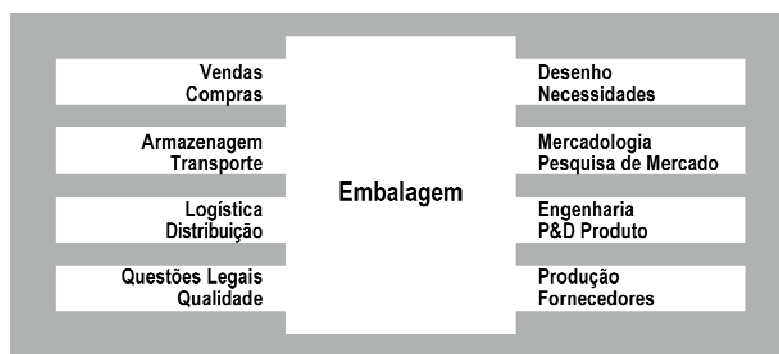 Vendas
Compras
Armazenagem
Transporte
Logística
Distribuição
Questões Legais
Qualidade
Embalagem
Desenho
Necessidades
Mercadologia
Pesquisa de Mercado
Engenharia
P&D Produto
Produção
Fornecedores